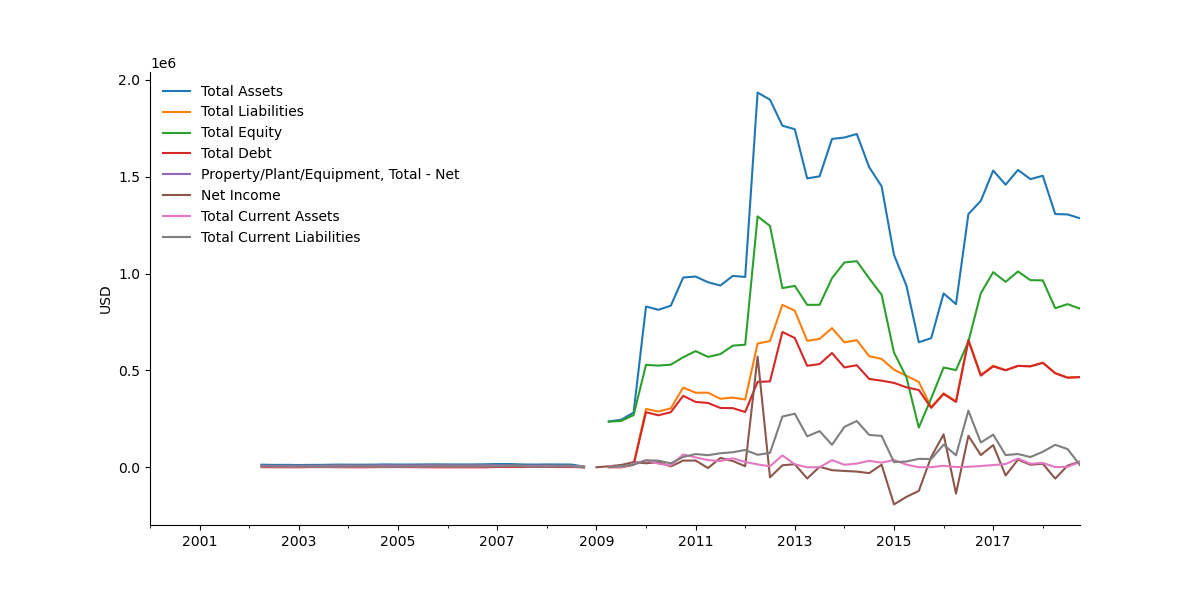 1e6
2.0
1.5
1.0
0.5
0.0
USD
Total Assets
Total Liabilities
Total Equity
Total Debt
Property/Plant/Equipment, Total - Net
Net Income
Total Current Assets
Total Current Liabilities
2001 2003 2005 2007 2009 2011 2013 2015 2017